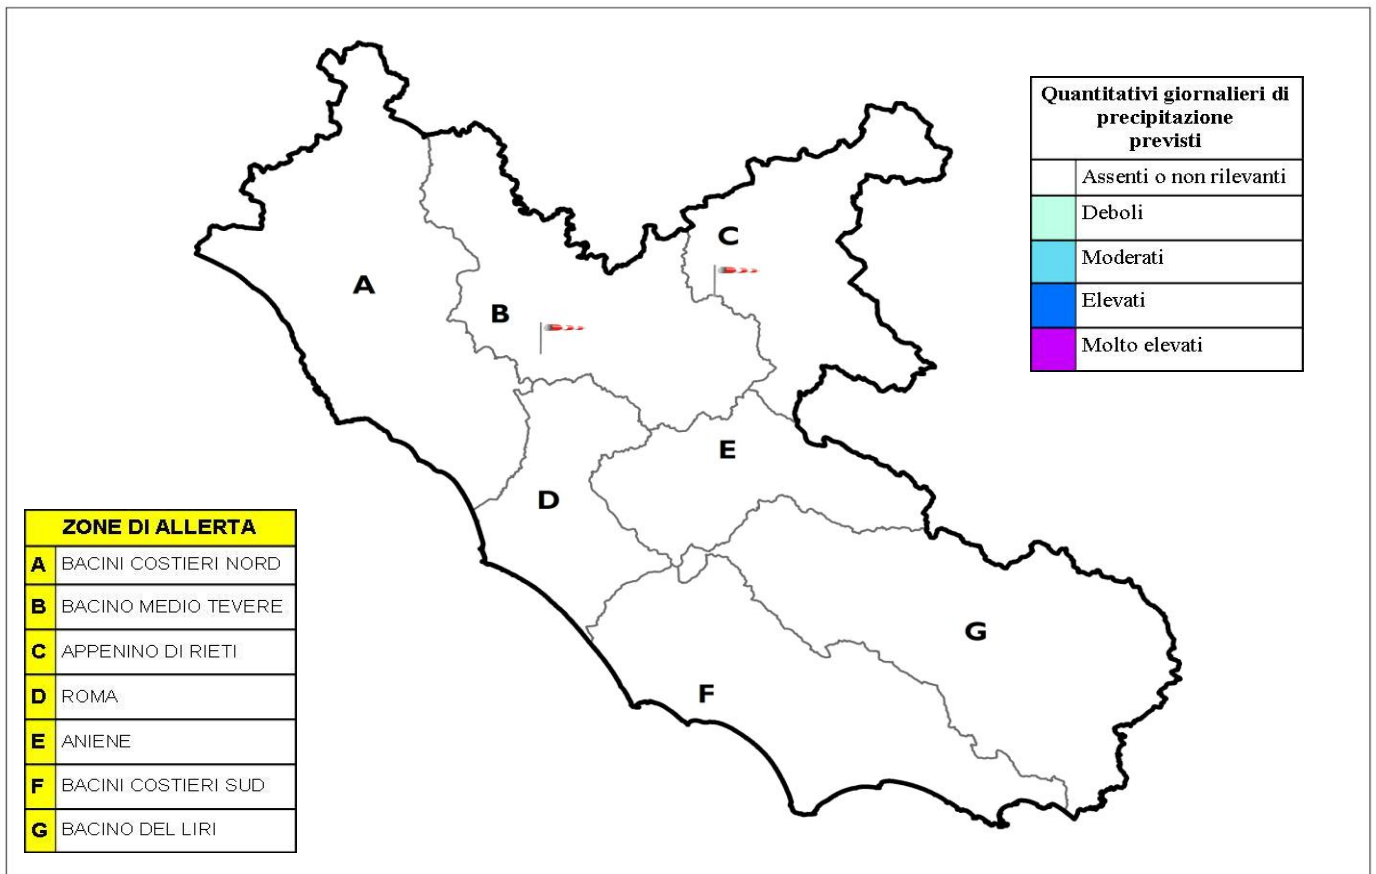 Quantitativi giornalieri di
precipitazione
previsti
Assenti o non rilevanti
Deboli
Moderati
Elevati
Molto elevati
C
A
B
E
D
G
F
ZONE DI ALLERTA
A BACINI COSTIERI NORD
B BACINO MEDIO TEVERE
C APPENINO DI RIETI
D ROMA
E ANIENE
F BACINI COSTIERI SUD
G BACINO DEL LIRI